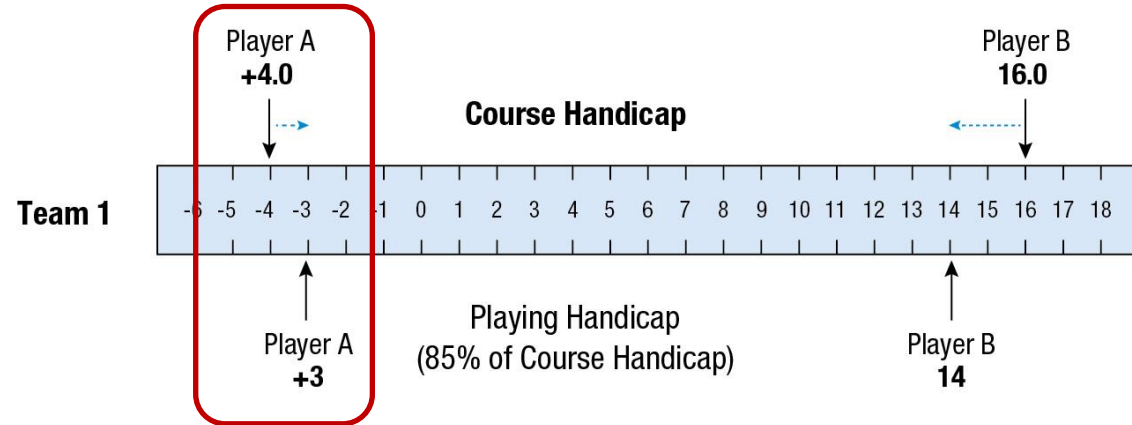 Player A
+4.0
Player B
16.0
Course Handicap
Team 1
-6 -5 -4 -3 -2 -1 0 1 2 3 4 5 6 7 8 9 10 11 12 13 14 15 16 17 18
Player A
+3
Playing Handicap
(85% of Course Handicap)
Player B
14